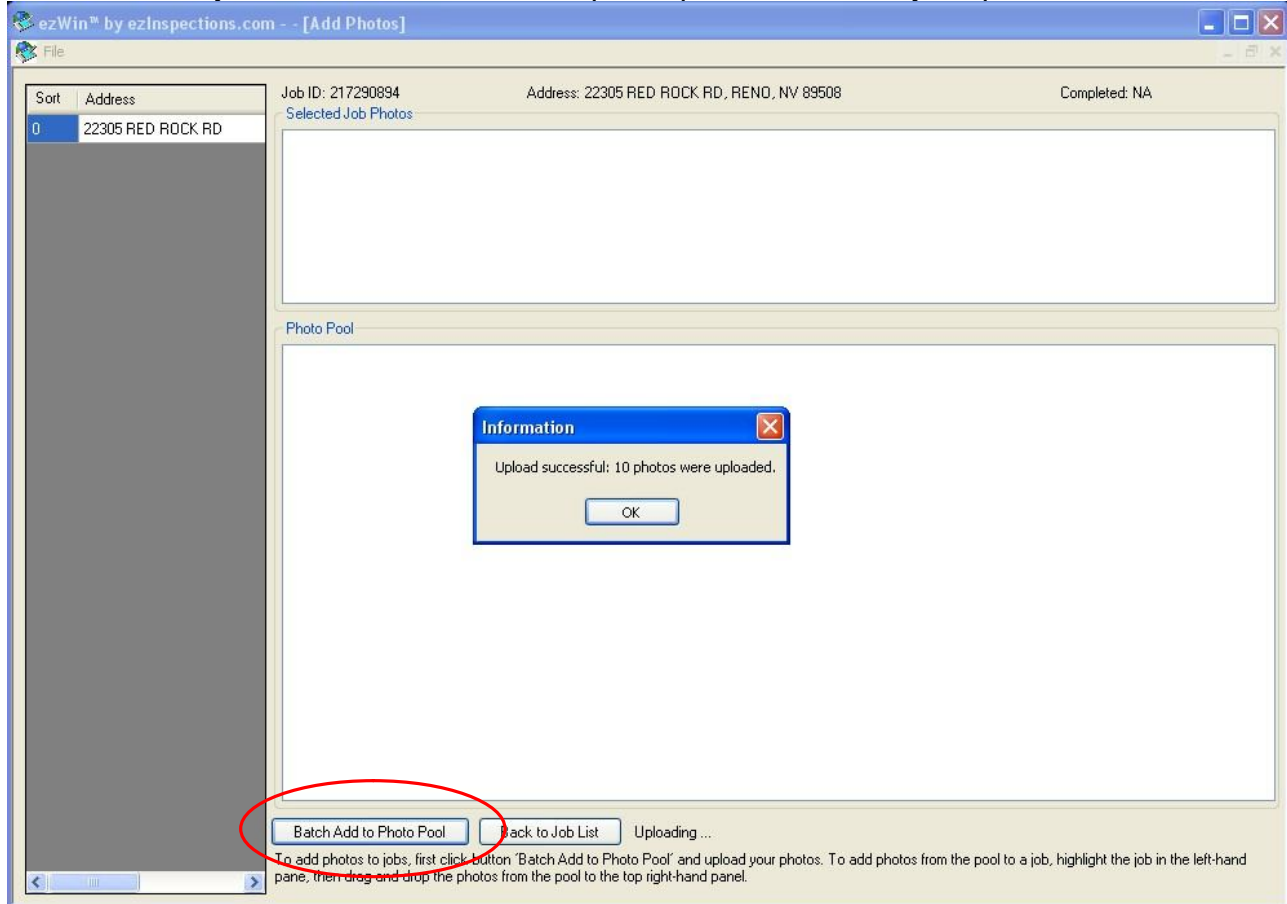 ezWin™ by ezInspections.com - - [Add Photos]
File
Sort Address
0 22305 RED ROCK RD
Job ID: 217290894 Address: 22305 RED ROCK RD, RENO, NV 89508 Completed: NA
Selected Job Photos
Photo Pool
Information
Upload successful: 10 photos were uploaded.
OK
Batch Add to Photo Pool Back to Job List Uploading ...
To add photos to jobs, first click button 'Batch Add to Photo Pool' and upload your photos. To add photos from the pool to a job, highlight the job in the left-hand
pane, then drag and drop the photos from the pool to the top right-hand panel.